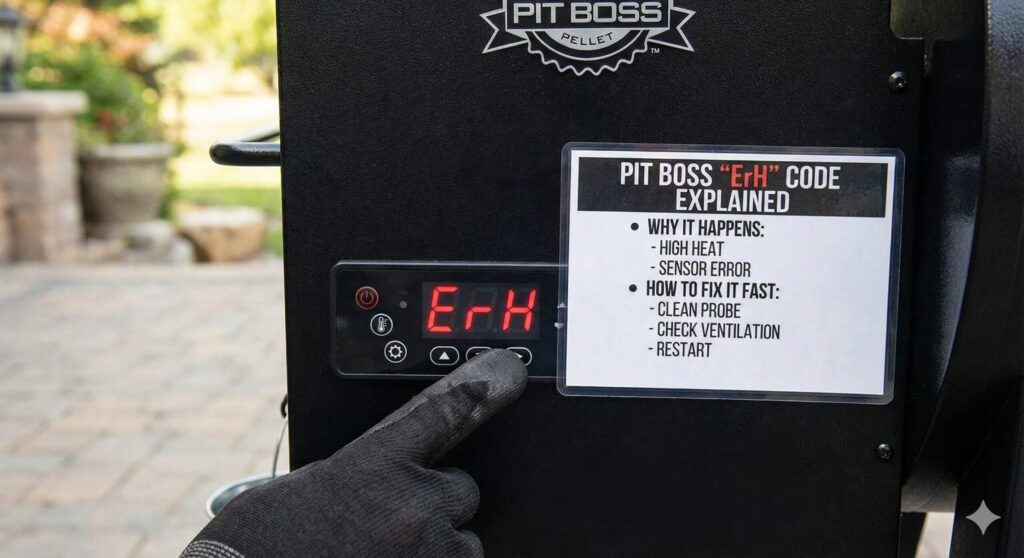 PIT BOSS
PELLET
TM
PIT BOSS “ErH” CODE
EXPLAINED
• WHY IT HAPPENS:
- HIGH HEAT
- SENSOR ERROR
• HOW TO FIX IT FAST:
- CLEAN PROBE
- CHECK VENTILATION
- RESTART
ErH